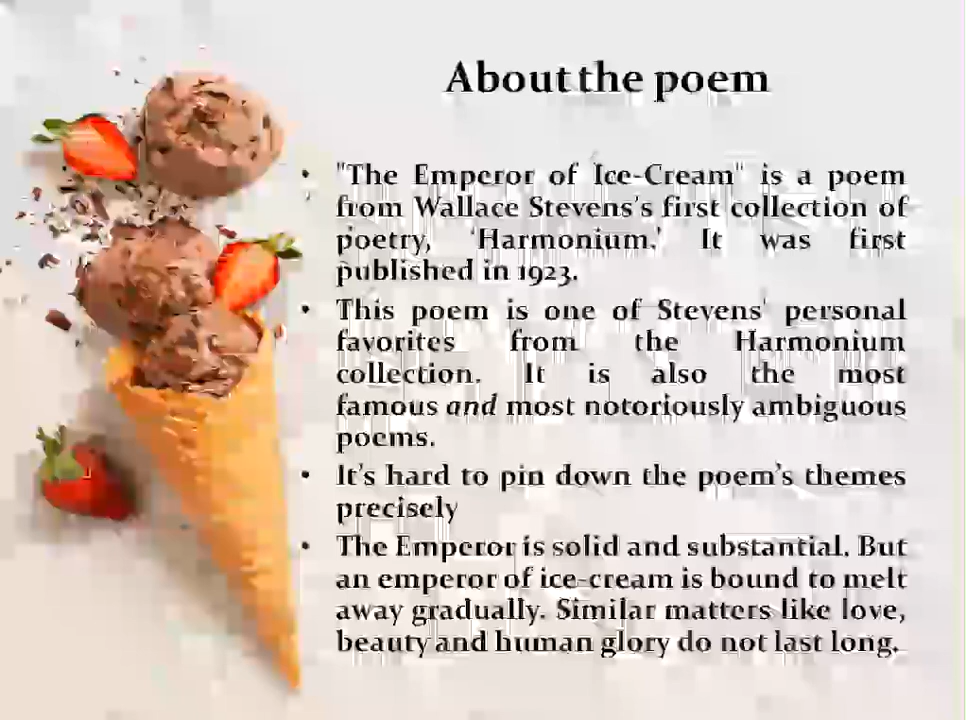 About the poem
• "The Emperor of Ice-Cream" is a poem
from Wallace Stevens's first collection of
poetry, 'Harmonium.' It was first
published in 1923.
• This poem is one of Stevens' personal
favorites from the Harmonium
collection. It is also the most
famous and most notoriously ambiguous
poems.
• It's hard to pin down the poem's themes
precisely
• The Emperor is solid and substantial. But
an emperor of ice-cream is bound to melt
away gradually. Similar matters like love,
beauty and human glory do not last long.